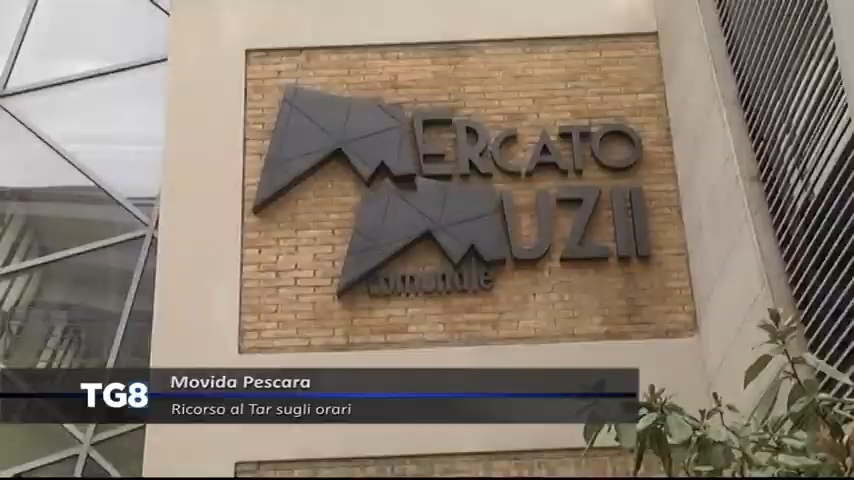 MERCATO
MUZII
comunale
TG8
Movida Pescara
Ricorso al Tar sugli orari